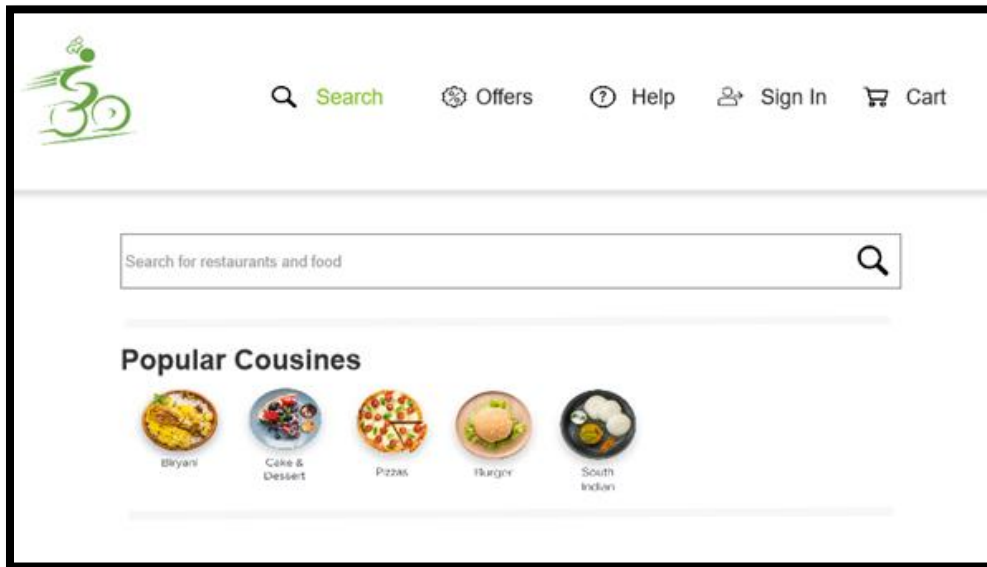 Search Offers Help Sign In Cart
Search for restaurants and food
Popular Cousines
Biryani
Cake &
Dessert
Pizzas
Burger
South
Indian